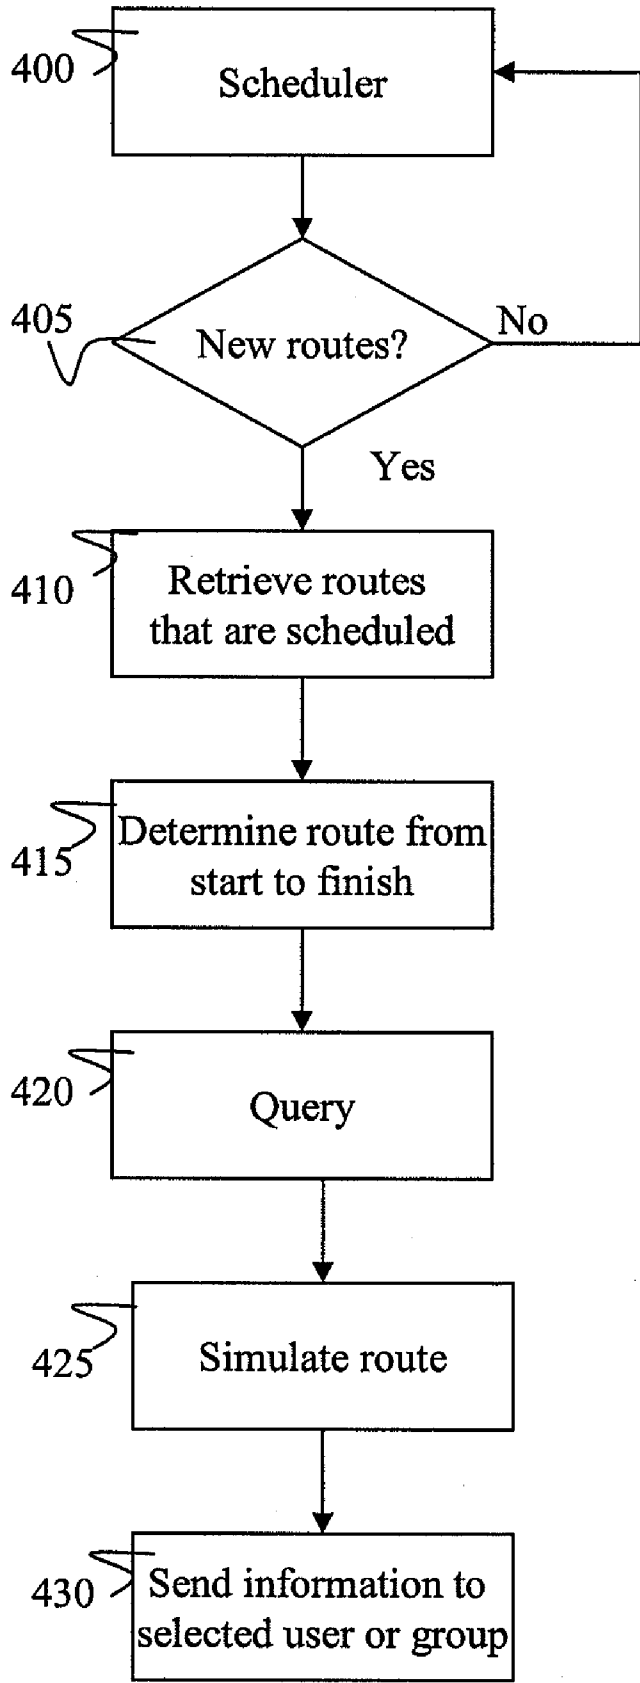 400
Scheduler
405
New routes?
No
Yes
410
Retrieve routes
that are scheduled
415
Determine route from
start to finish
420
Query
425
Simulate route
430
Send information to
selected user or group